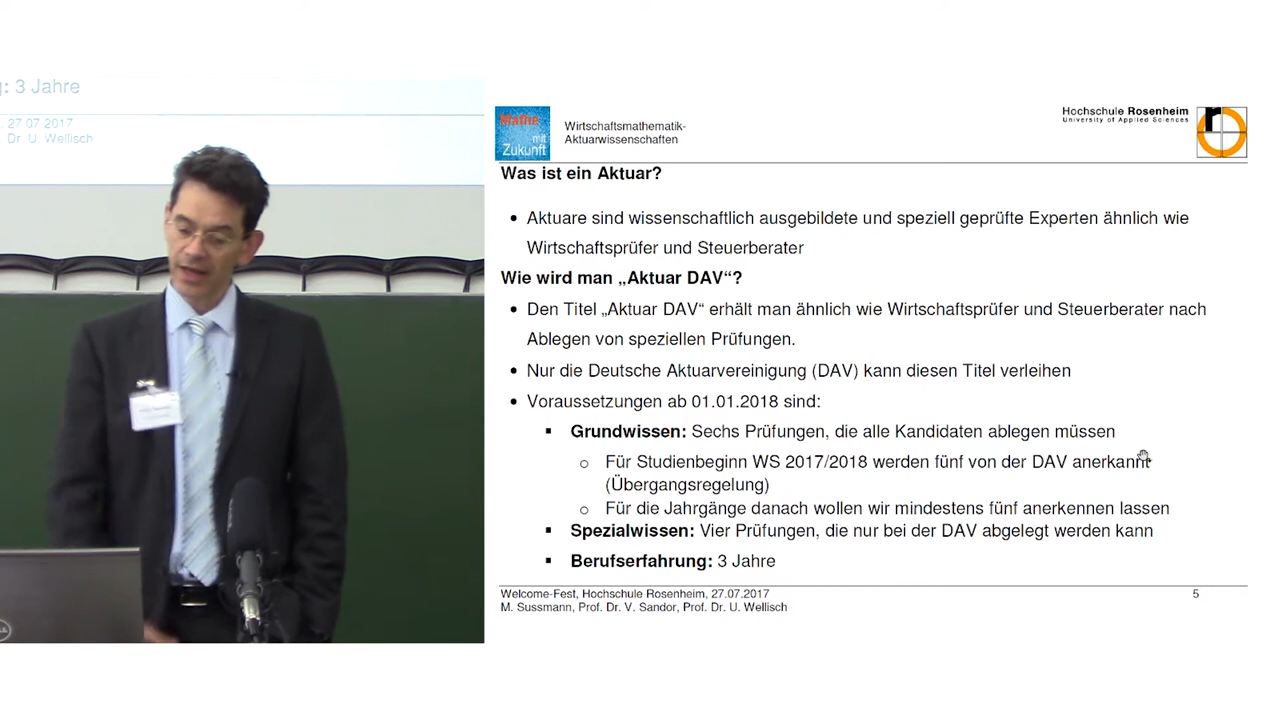 : 3 Jahre
27 07 2017
Dr U. Wellisch
Mathe
mit
Zukunft
Wirtschaftsmathematik-
Aktuarwissenschaften
Hochschule Rosenheim
University of Applied Sciences
Was ist ein Aktuar?
• Aktuare sind wissenschaftlich ausgebildete und speziell geprüfte Experten ähnlich wie
Wirtschaftsprüfer und Steuerberater
Wie wird man „Aktuar DAV“?
• Den Titel „Aktuar DAV“ erhält man ähnlich wie Wirtschaftsprüfer und Steuerberater nach
Ablegen von speziellen Prüfungen.
• Nur die Deutsche Aktuarvereinigung (DAV) kann diesen Titel verleihen
• Voraussetzungen ab 01.01.2018 sind:
▪ Grundwissen: Sechs Prüfungen, die alle Kandidaten ablegen müssen
o Für Studienbeginn WS 2017/2018 werden fünf von der DAV anerkannt
(Übergangsregelung)
o Für die Jahrgänge danach wollen wir mindestens fünf anerkennen lassen
▪ Spezialwissen: Vier Prüfungen, die nur bei der DAV abgelegt werden kann
▪ Berufserfahrung: 3 Jahre
Welcome-Fest, Hochschule Rosenheim, 27.07.2017
5
M. Sussmann, Prof. Dr. V. Sandor, Prof. Dr. U. Wellisch